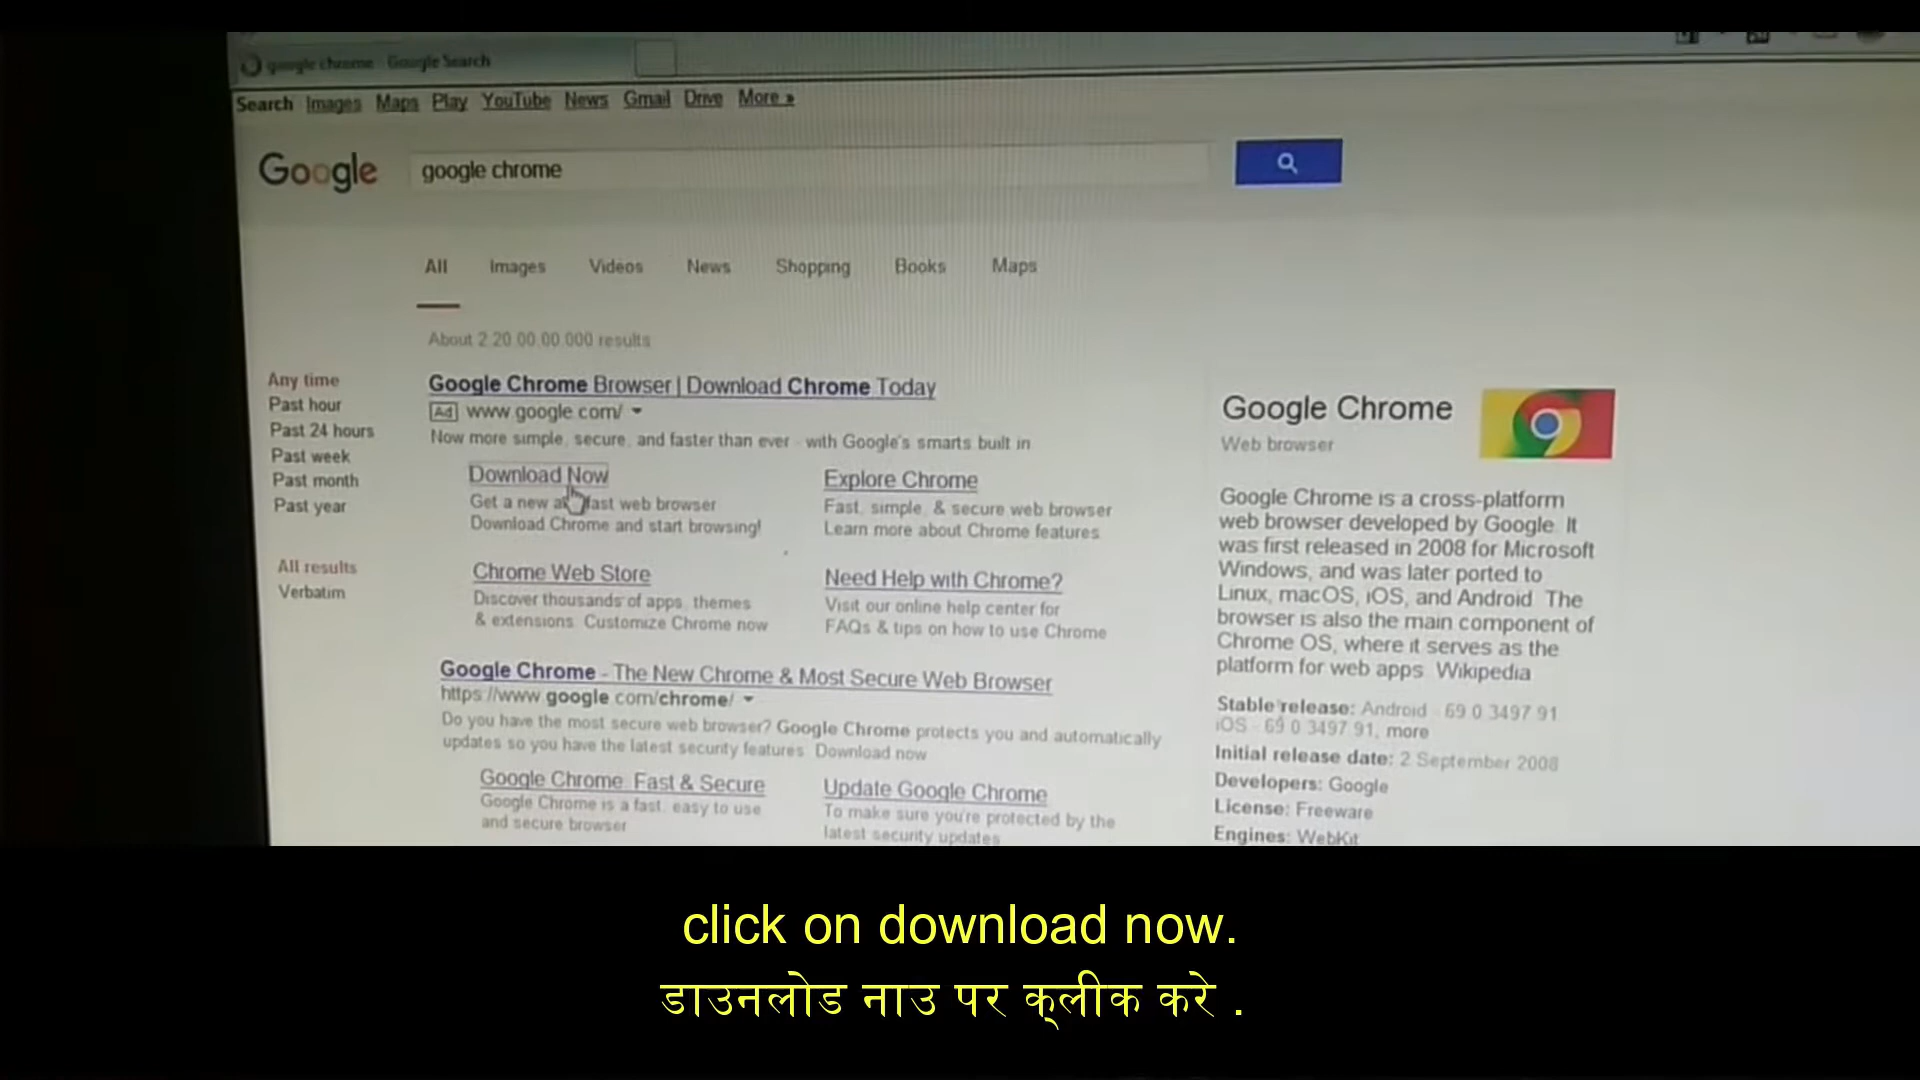 google chrome - Google Search
Search Images Maps Play YouTube News Gmail Drive More »
Google
google chrome
All Images Videos News Shopping Books Maps
About 2,20,00,00,000 results
Any time
Past hour
Past 24 hours
Past week
Past month
Past year
All results
Verbatim
Google Chrome Browser | Download Chrome Today
Ad www.google.com/
Now more simple, secure, and faster than ever - with Google's smarts built in
Download Now
Get a new fast web browser
Download Chrome and start browsing!
Explore Chrome
Fast, simple, & secure web browser
Learn more about Chrome features
Chrome Web Store
Discover thousands of apps, themes
& extensions. Customize Chrome now
Need Help with Chrome?
Visit our online help center for
FAQs & tips on how to use Chrome
Google Chrome - The New Chrome & Most Secure Web Browser
https://www.google.com/chrome/
Do you have the most secure web browser? Google Chrome protects you and automatically
updates so you have the latest security features. Download now
Google Chrome: Fast & Secure
Google Chrome is a fast, easy to use
and secure browser
Update Google Chrome
To make sure you're protected by the
latest security updates
Google Chrome
Web browser
Google Chrome is a cross-platform
web browser developed by Google. It
was first released in 2008 for Microsoft
Windows, and was later ported to
Linux, macOS, iOS, and Android. The
browser is also the main component of
Chrome OS, where it serves as the
platform for web apps. Wikipedia
Stable release: Android - 69.0.3497.91
iOS - 69.0.3497.91, more
Initial release date: 2 September 2008
Developers: Google
License: Freeware
Engines: WebKit
click on download now.
डाउनलोड नाउ पर क्लीक करे .